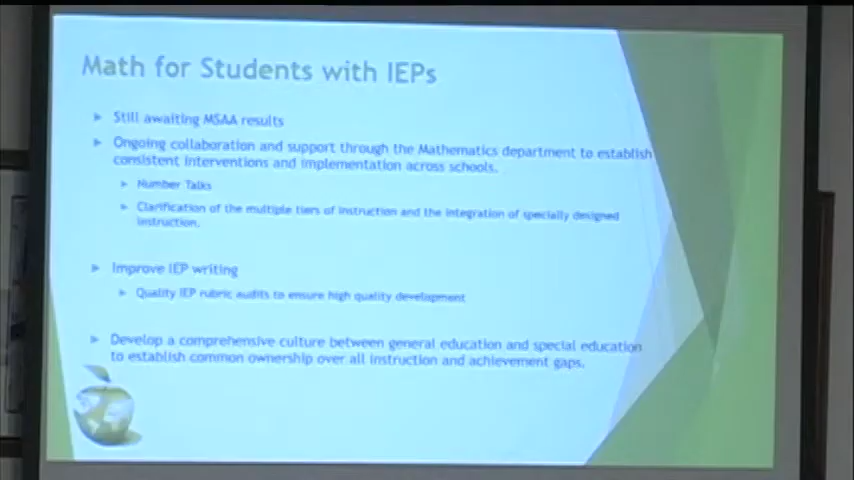 Math for Students with IEPs
Still awaiting MSAA results
Ongoing collaboration and support through the Mathematics department to establish
consistent interventions and implementation across schools.
Number Talks
Clarification of the multiple tiers of instruction and the integration of specially designed
instruction.
Improve IEP writing
Quality IEP rubric audits to ensure high quality development
Develop a comprehensive culture between general education and special education
to establish common ownership over all instruction and achievement gaps.